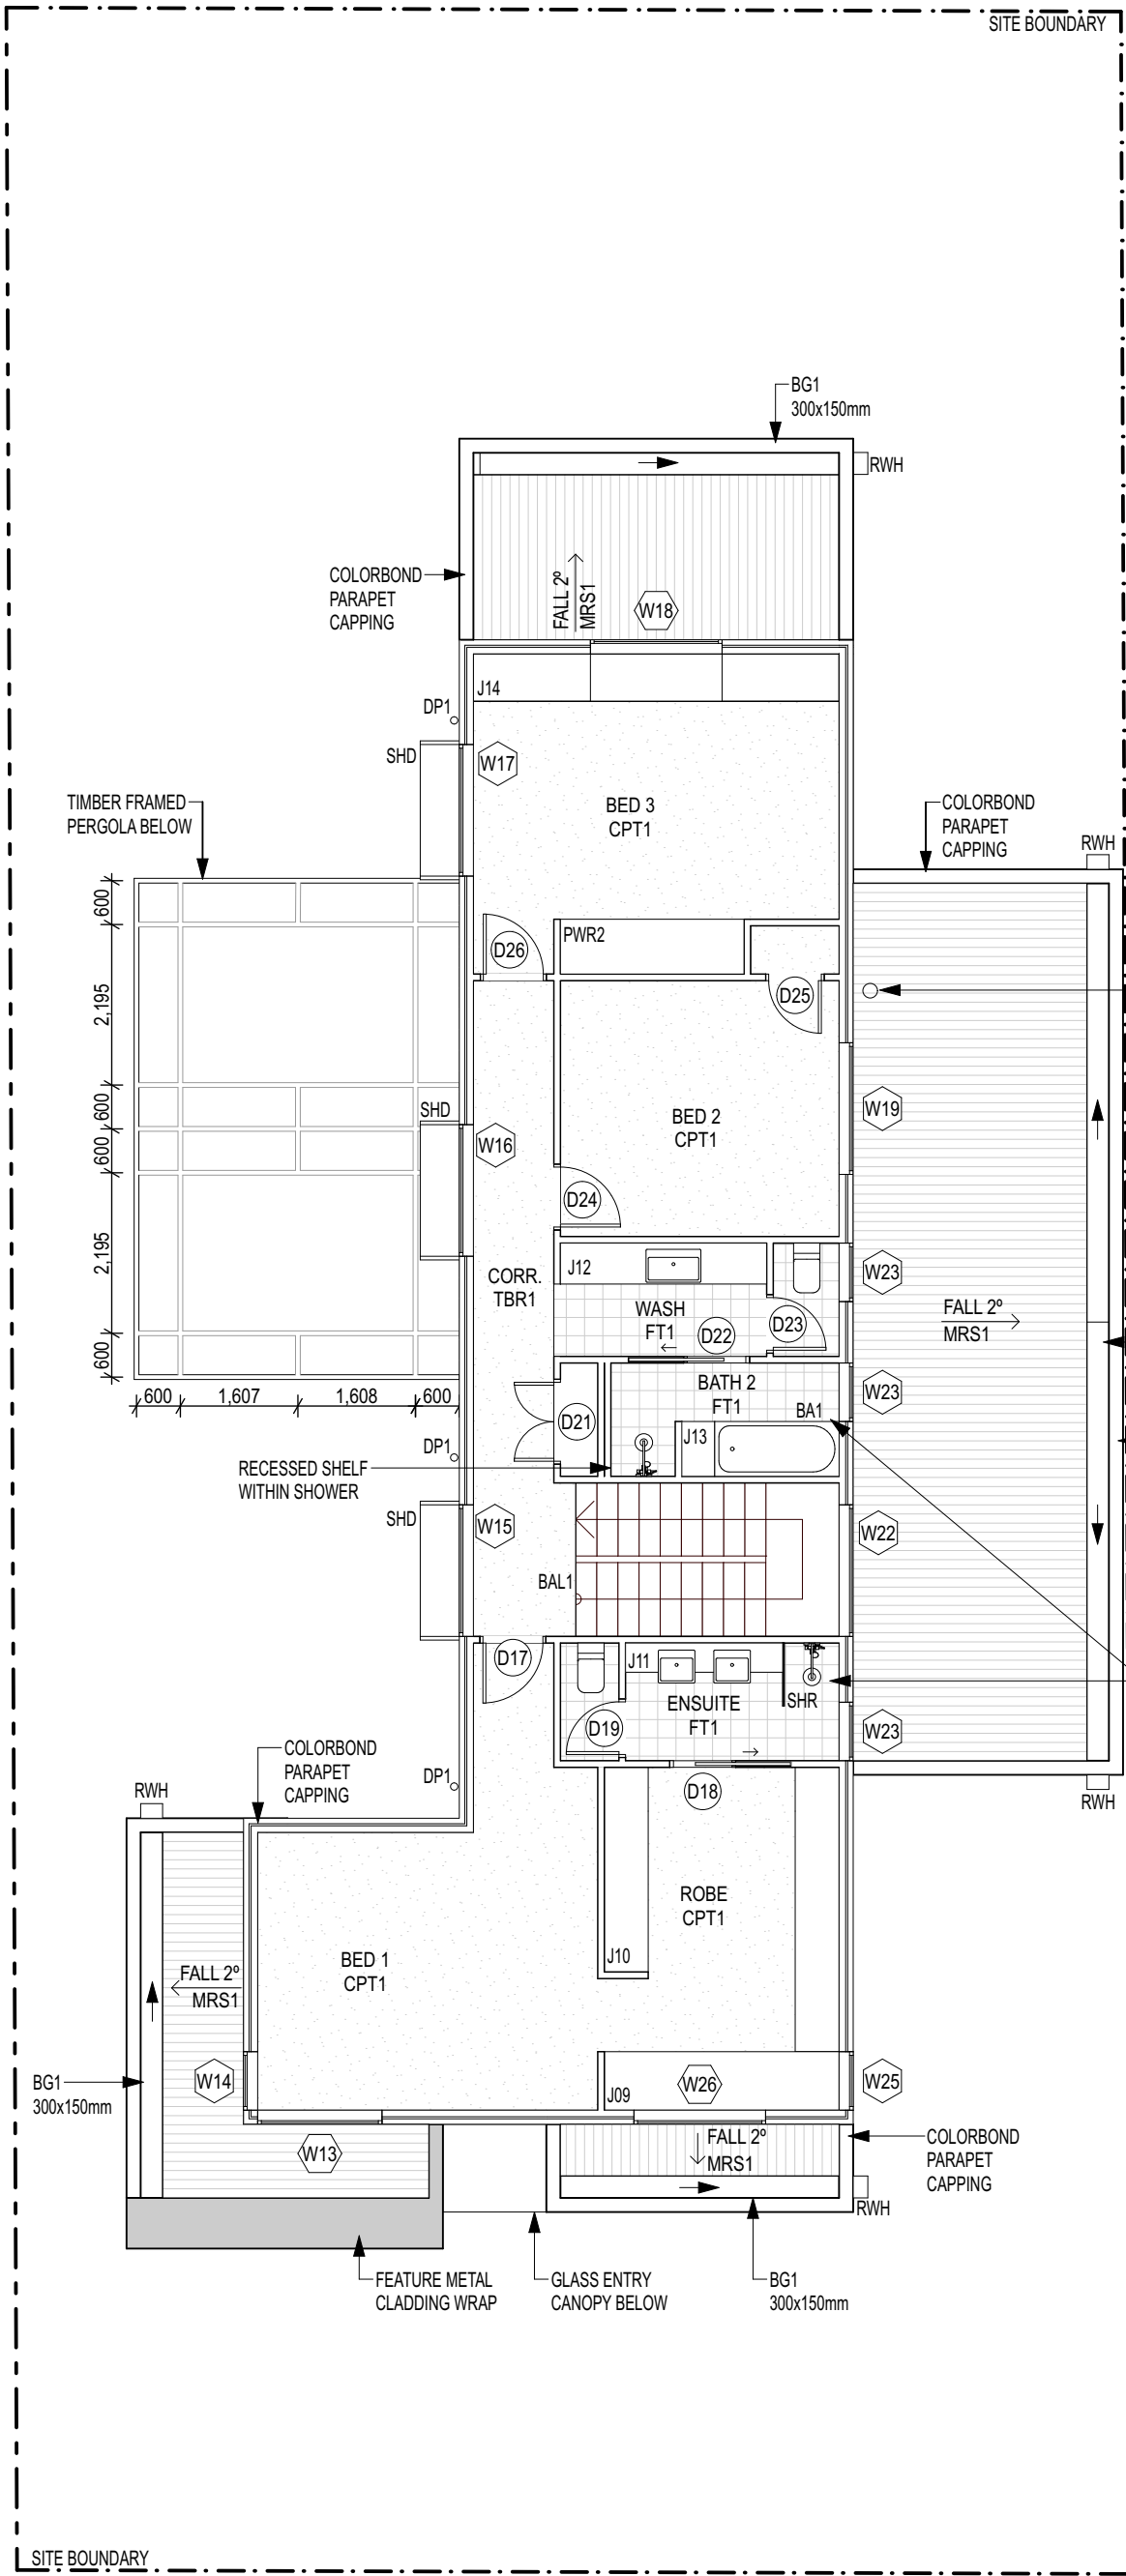 SITE BOUNDARY
BG1
300x150mm
RWH
COLORBOND
PARAPET
CAPPING
FALL 2º
MRS1
W18
J14
DP1
SHD
W17
BED 3
CPT1
TIMBER FRAMED
PERGOLA BELOW
COLORBOND
PARAPET
CAPPING
RWH
600
2,195
600
600
2,195
600
D26
PWR2
D25
W19
SHD
W16
BED 2
CPT1
D24
CORR.
TBR1
J12
WASH
FT1
D22
D23
W23
FALL 2º
MRS1
600
1,607
1,608
600
BATH 2
FT1
BA1
W23
D21
J13
DP1
RECESSED SHELF
WITHIN SHOWER
SHD
W15
W22
BAL1
D17
J11
ENSUITE
FT1
SHR
D19
W23
COLORBOND
PARAPET
CAPPING
DP1
D18
RWH
RWH
ROBE
CPT1
BED 1
CPT1
J10
FALL 2º
MRS1
BG1
300x150mm
W14
J09
W26
W25
W13
FALL 2º
MRS1
COLORBOND
PARAPET
CAPPING
RWH
FEATURE METAL
CLADDING WRAP
GLASS ENTRY
CANOPY BELOW
BG1
300x150mm
SITE BOUNDARY